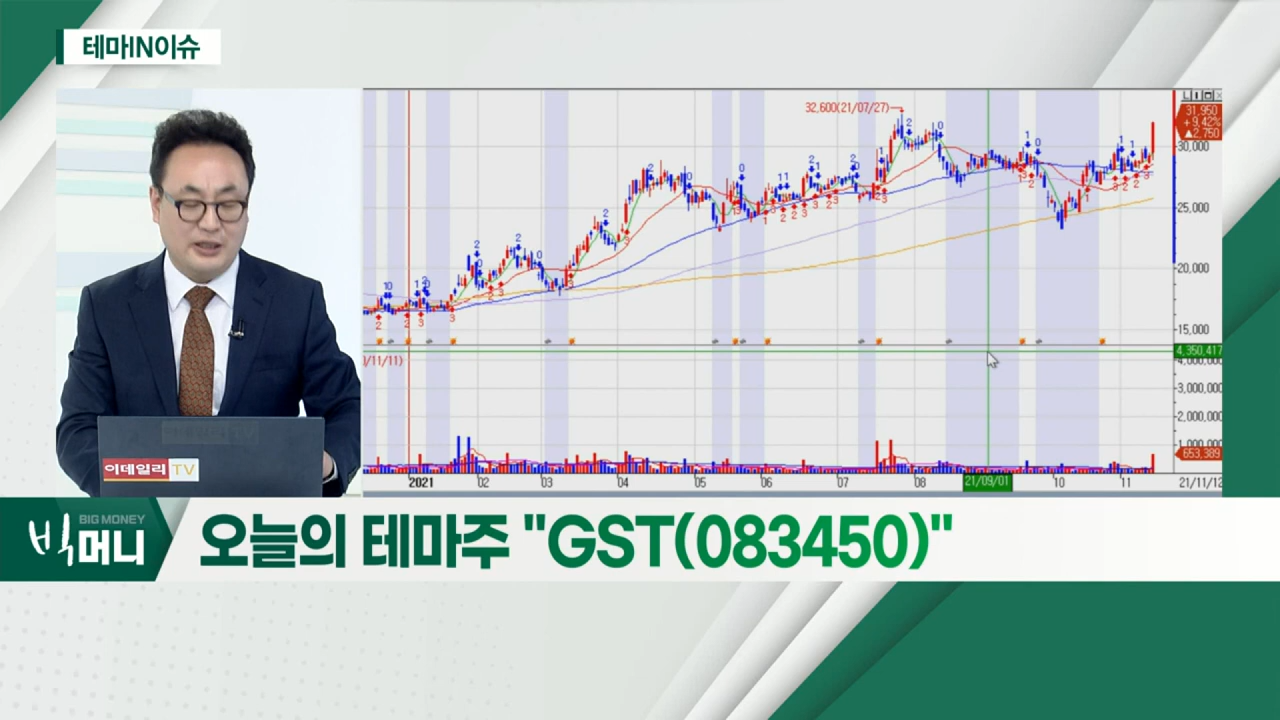 테마IN이슈
32,600(21/07/27)
31,950
+9.42%
▲2,750
30,000
25,000
20,000
15,000
/11/11)
4,350,417
4,000,000
3,000,000
2,000,000
1,000,000
653,389
2021 02 03 04 05 06 07 08 21/09/01 10 11 21/11/12
이데일리TV
BIG MONEY
빅머니
오늘의 테마주 "GST(083450)"